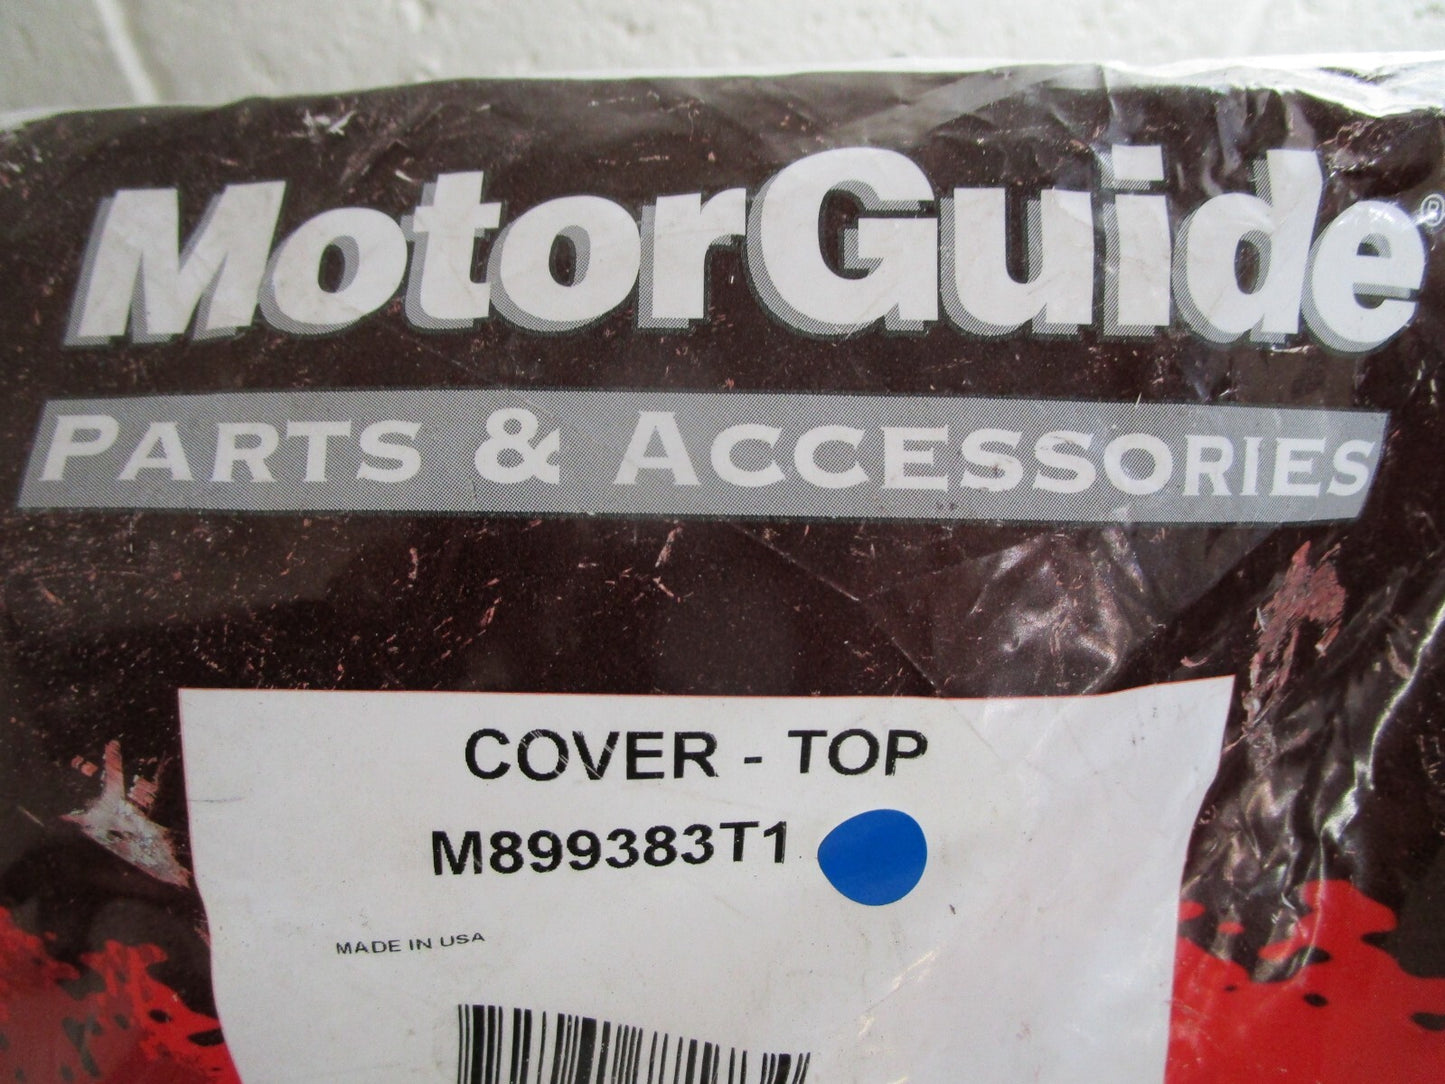 MotorGuide®
PARTS & ACCESSORIES
COVER - TOP
M899383T1
MADE IN USA